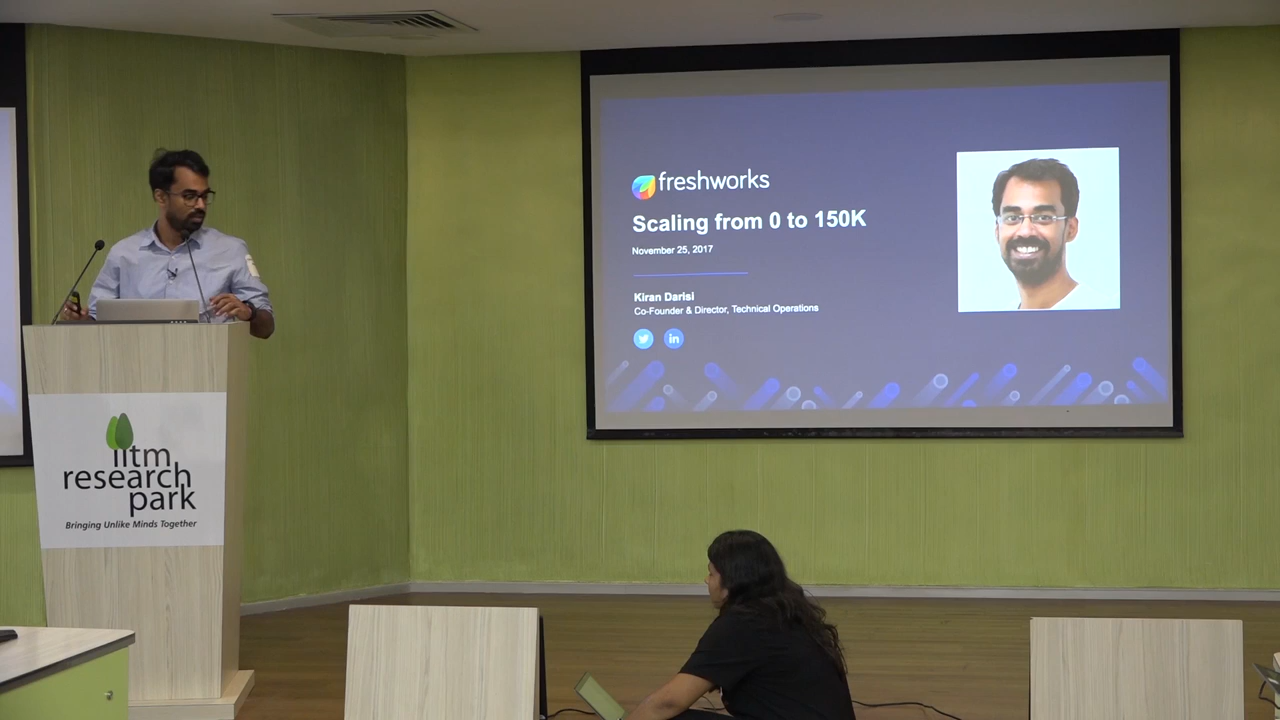 freshworks
Scaling from 0 to 150K
November 25, 2017
Kiran Darisi
Co-Founder & Director, Technical Operations
in
iitm
research
park
Bringing Unlike Minds Together